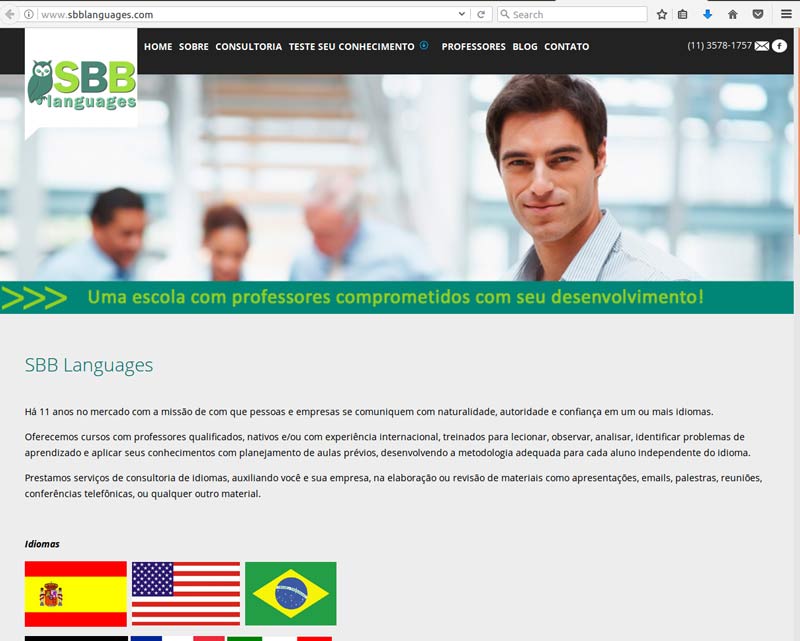 www.sbblanguages.com
Search
HOME SOBRE CONSULTORIA TESTE SEU CONHECIMENTO PROFESSORES BLOG CONTATO
(11) 3578-1757
SBB
languages
>>> Uma escola com professores comprometidos com seu desenvolvimento!
SBB Languages
Há 11 anos no mercado com a missão de com que pessoas e empresas se comuniquem com naturalidade, autoridade e confiança em um ou mais idiomas.
Oferecemos cursos com professores qualificados, nativos e/ou com experiência internacional, treinados para lecionar, observar, analisar, identificar problemas de
aprendizado e aplicar seus conhecimentos com planejamento de aulas prévios, desenvolvendo a metodologia adequada para cada aluno independente do idioma.
Prestamos serviços de consultoria de idiomas, auxiliando você e sua empresa, na elaboração ou revisão de materiais como apresentações, emails, palestras, reuniões,
conferências telefônicas, ou qualquer outro material.
Idiomas